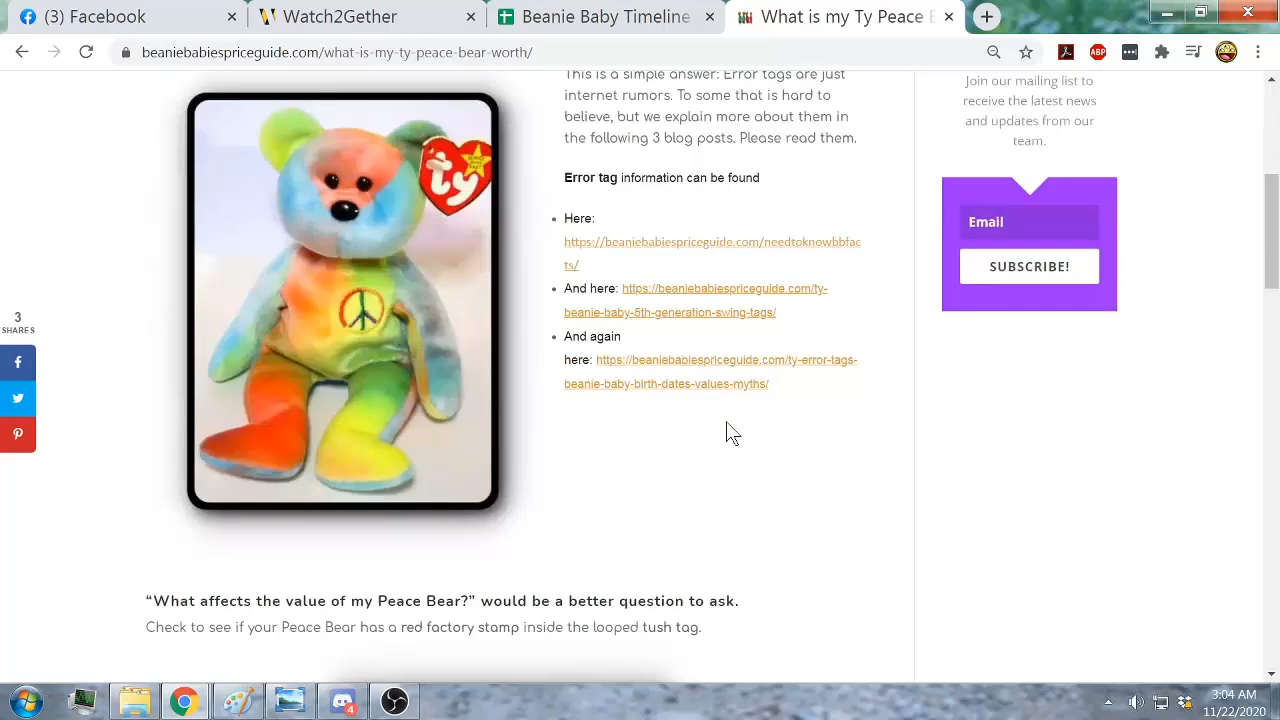 (3) Facebook
Watch2Gether
Beanie Baby Timeline
What is my Ty Peace
beaniebabiespriceguide.com/what-is-my-ty-peace-bear-worth/
ABP
This is a simple answer: Error tags are just
internet rumors. To some that is hard to
believe, but we explain more about them in
the following 3 blog posts. Please read them.
Error tag information can be found
Here:
https://beaniebabiespriceguide.com/needtoknowbbfac
ts/
And here: https://beaniebabiespriceguide.com/ty-
beanie-baby-5th-generation-swing-tags/
And again
here: https://beaniebabiespriceguide.com/ty-error-tags-
beanie-baby-birth-dates-values-myths/
ty
3
SHARES
Join our mailing list to
receive the latest news
and updates from our
team.
Email
SUBSCRIBE!
“What affects the value of my Peace Bear?” would be a better question to ask.
Check to see if your Peace Bear has a red factory stamp inside the looped tush tag.
4
3:04 AM
11/22/2020